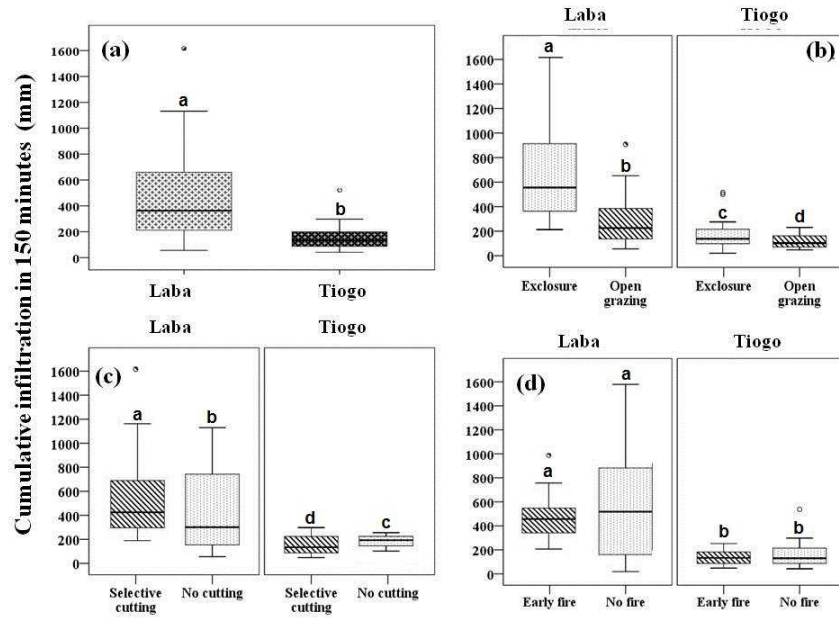 Cumulative infiltration in 150 minutes (mm)
(a)
1600
1400
1200
1000
800
600
400
200
0
a
b
Laba
Tiogo
Laba
Tiogo
(b)
1600
1400
1200
1000
800
600
400
200
0
a
b
c
d
Exclosure
Open
grazing
Exclosure
Open
grazing
Laba
Tiogo
(c)
1600
1400
1200
1000
800
600
400
200
0
a
b
d
c
Selective
cutting
No cutting
Selective
cutting
No cutting
Laba
Tiogo
(d)
1600
1400
1200
1000
800
600
400
200
0
a
a
b
b
Early fire
No fire
Early fire
No fire